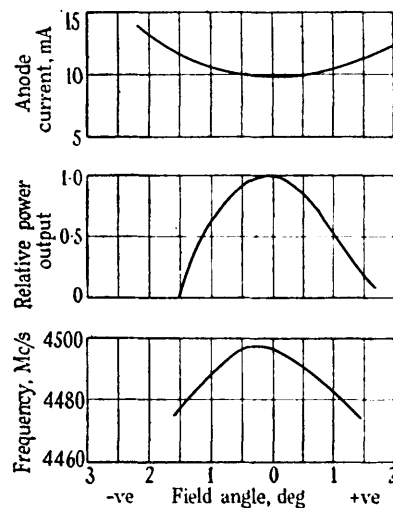 Anode
current, mA
15
10
5
Relative power
output
1·0
0·5
0
Frequency, Mc/s
4500
4480
4460
3 2 1 0 1 3
-ve Field angle, deg +ve